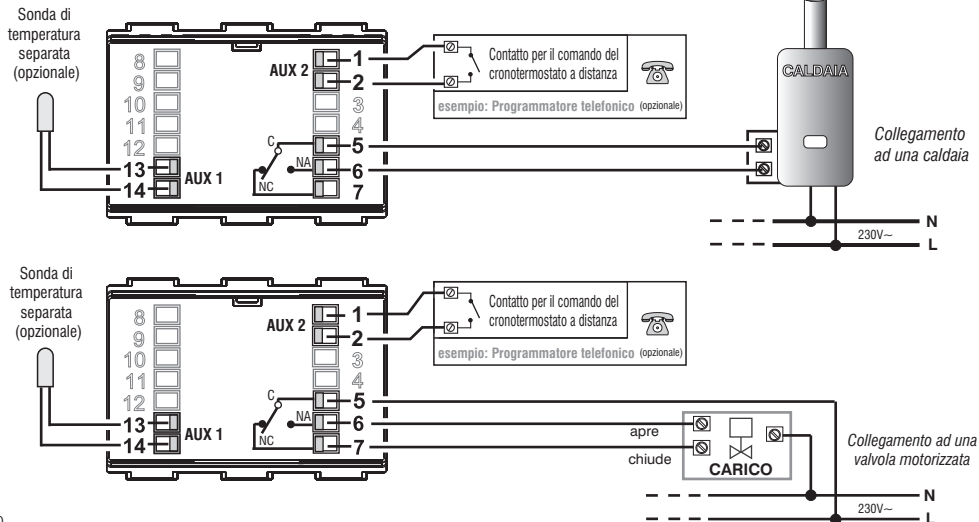 Sonda di
temperatura
separata
(opzionale)
8
9
10
11
12
13
14
AUX 1
AUX 2
1
2
3
4
5
6
7
C
NA
NC
Contatto per il comando del
cronotermostato a distanza
esempio: Programmatore telefonico (opzionale)
CALDAIA
Collegamento
ad una caldaia
N
230V~
L
Sonda di
temperatura
separata
(opzionale)
8
9
10
11
12
13
14
AUX 1
AUX 2
1
2
3
4
5
6
7
C
NA
NC
Contatto per il comando del
cronotermostato a distanza
esempio: Programmatore telefonico (opzionale)
apre
chiude
CARICO
Collegamento ad una
valvola motorizzata
N
230V~
L